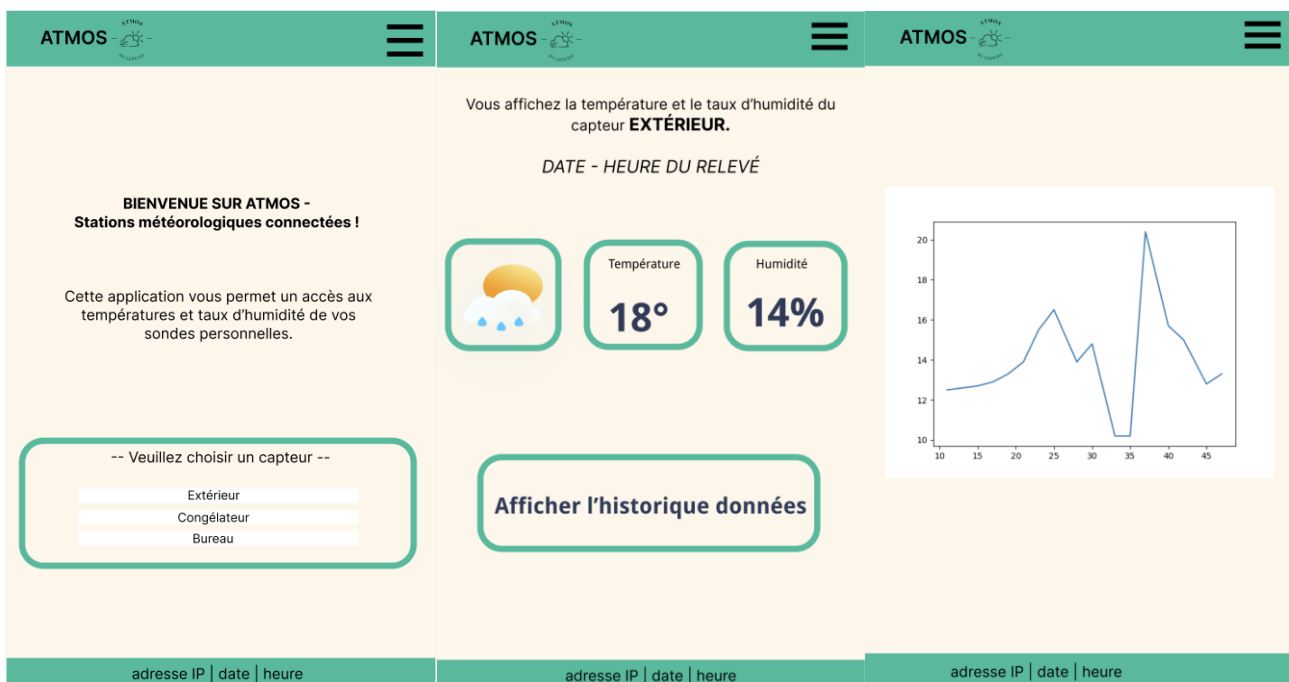 ATMOS
ATMOS
BIENVENUE SUR ATMOS -
Stations météorologiques connectées !
Cette application vous permet un accès aux
températures et taux d’humidité de vos
sondes personnelles.
-- Veuillez choisir un capteur --
Extérieur
Congélateur
Bureau
adresse IP | date | heure
ATMOS
ATMOS
Vous affichez la température et le taux d’humidité du
capteur EXTÉRIEUR.
DATE - HEURE DU RELEVÉ
Température
18°
Humidité
14%
Afficher l’historique données
adresse IP | date | heure
ATMOS
ATMOS
20
18
16
14
12
10
10 15 20 25 30 35 40 45
adresse IP | date | heure